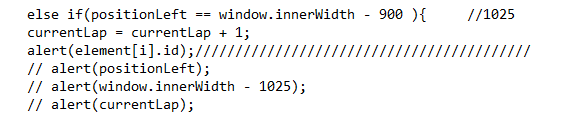 else if(positionLeft == window.innerWidth - 900 ){     //1025
currentLap = currentLap + 1;
alert(element[i].id);//////////////////////////////////////////
// alert(positionLeft);
// alert(window.innerWidth - 1025);
// alert(currentLap);